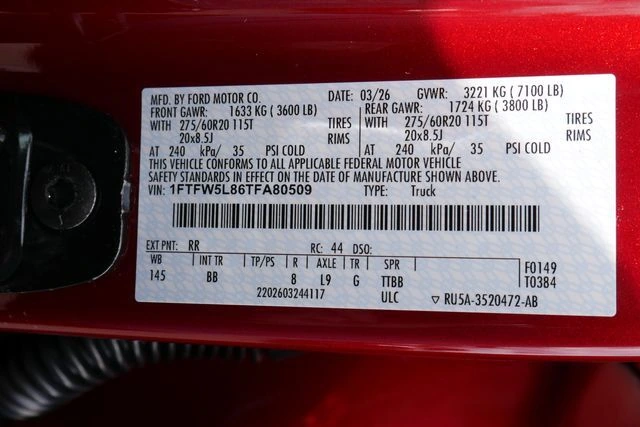 MFD. BY FORD MOTOR CO. DATE: 03/26 GVWR: 3221 KG ( 7100 LB)
FRONT GAWR: 1633 KG ( 3600 LB) REAR GAWR: 1724 KG ( 3800 LB)
WITH 275/60R20 115T TIRES WITH 275/60R20 115T TIRES
20x8.5J RIMS 20x8.5J RIMS
AT 240 kPa/ 35 PSI COLD AT 240 kPa/ 35 PSI COLD
THIS VEHICLE CONFORMS TO ALL APPLICABLE FEDERAL MOTOR VEHICLE
SAFETY STANDARDS IN EFFECT ON THE DATE OF MANUFACTURE SHOWN ABOVE.
VIN: 1FTFW5L86TFA80509 TYPE: Truck
EXT PNT: RR RC: 44 DSO:
WB INT TR TP/PS R AXLE TR SPR F0149
145 BB 8 L9 G TTBB T0384
2202603244117 ULC ▽ RU5A-3520472-AB